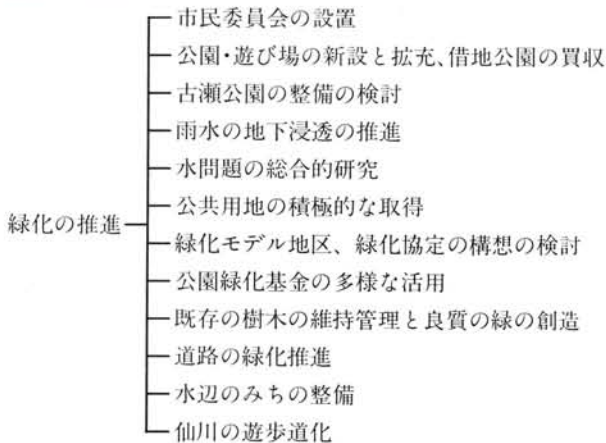 市民委員会の設置
公園・遊び場の新設と拡充、借地公園の買収
古瀬公園の整備の検討
雨水の地下浸透の推進
水問題の総合的研究
公共用地の積極的な取得
緑化の推進
緑化モデル地区、緑化協定の構想の検討
公園緑化基金の多様な活用
既存の樹木の維持管理と良質の緑の創造
道路の緑化推進
水辺のみちの整備
仙川の遊歩道化